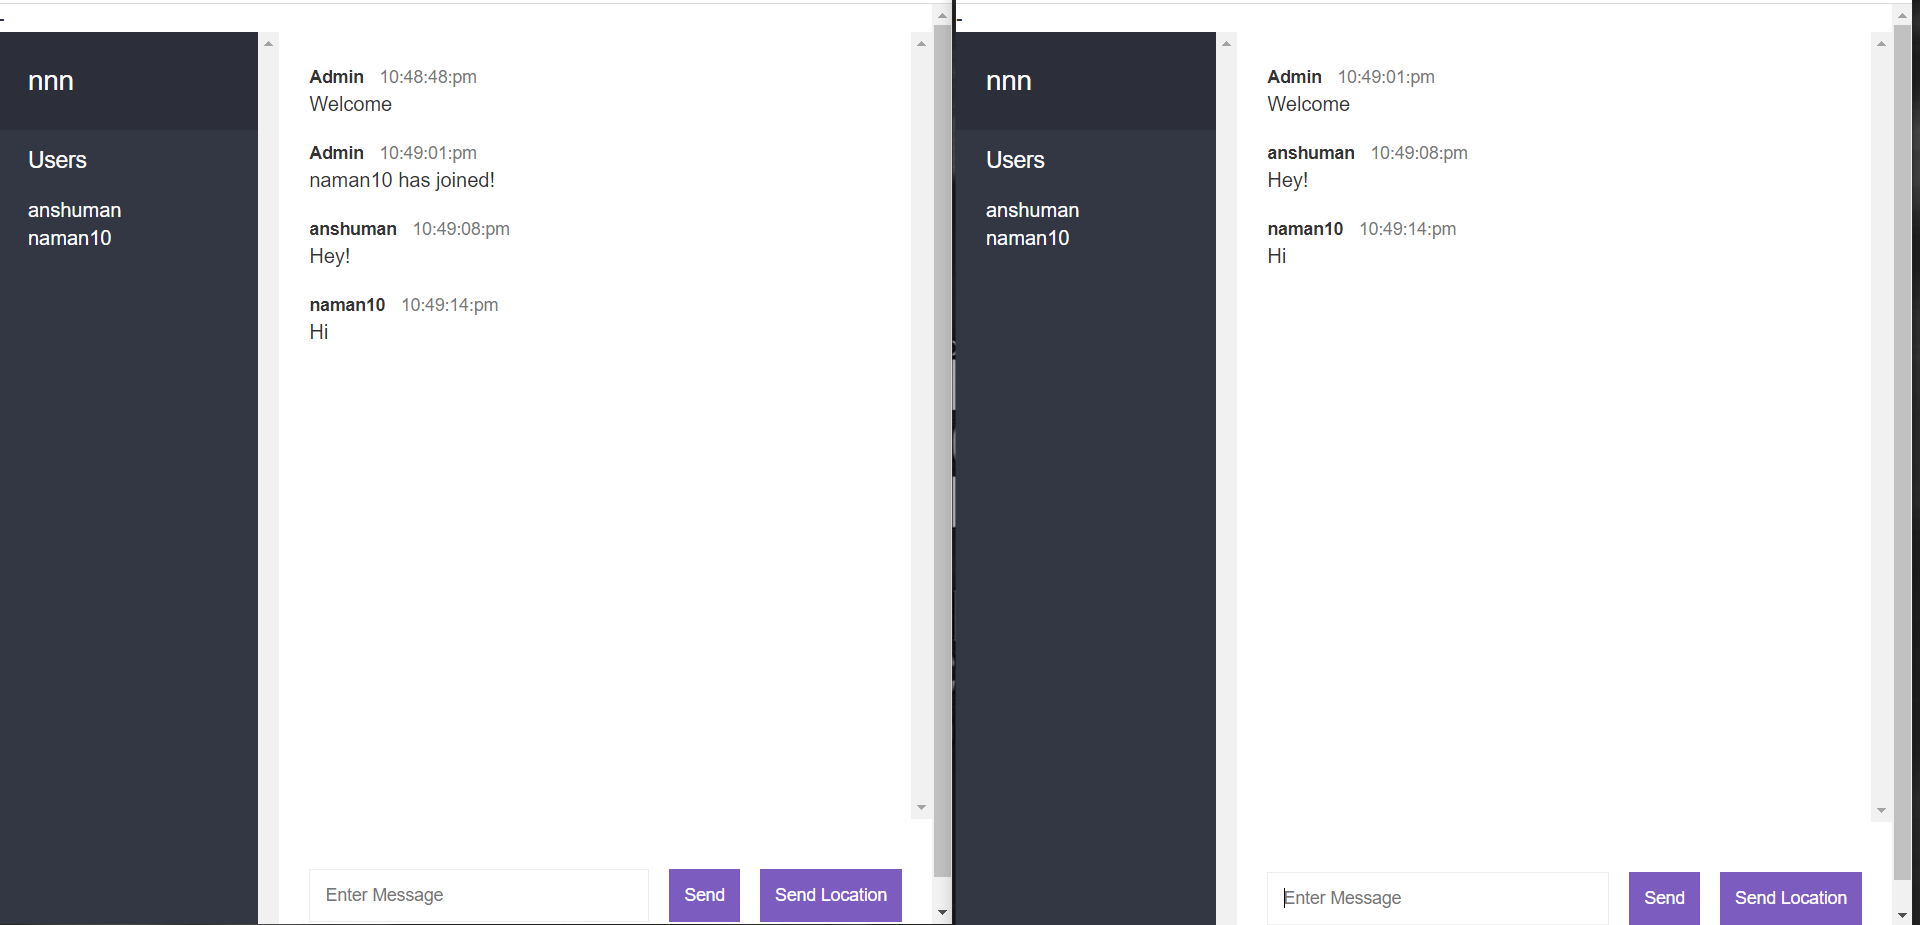 -
nnn
Users
anshuman
naman10
Admin 10:48:48:pm
Welcome
Admin 10:49:01:pm
naman10 has joined!
anshuman 10:49:08:pm
Hey!
naman10 10:49:14:pm
Hi
Enter Message
Send
Send Location
-
nnn
Users
anshuman
naman10
Admin 10:49:01:pm
Welcome
anshuman 10:49:08:pm
Hey!
naman10 10:49:14:pm
Hi
Enter Message
Send
Send Location